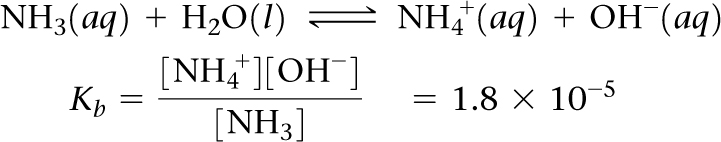 NH₃(aq) + H₂O(l) ⇌ NH₄⁺(aq) + OH⁻(aq)
K_b = [NH₄⁺][OH⁻] / [NH₃] = 1.8 × 10⁻⁵